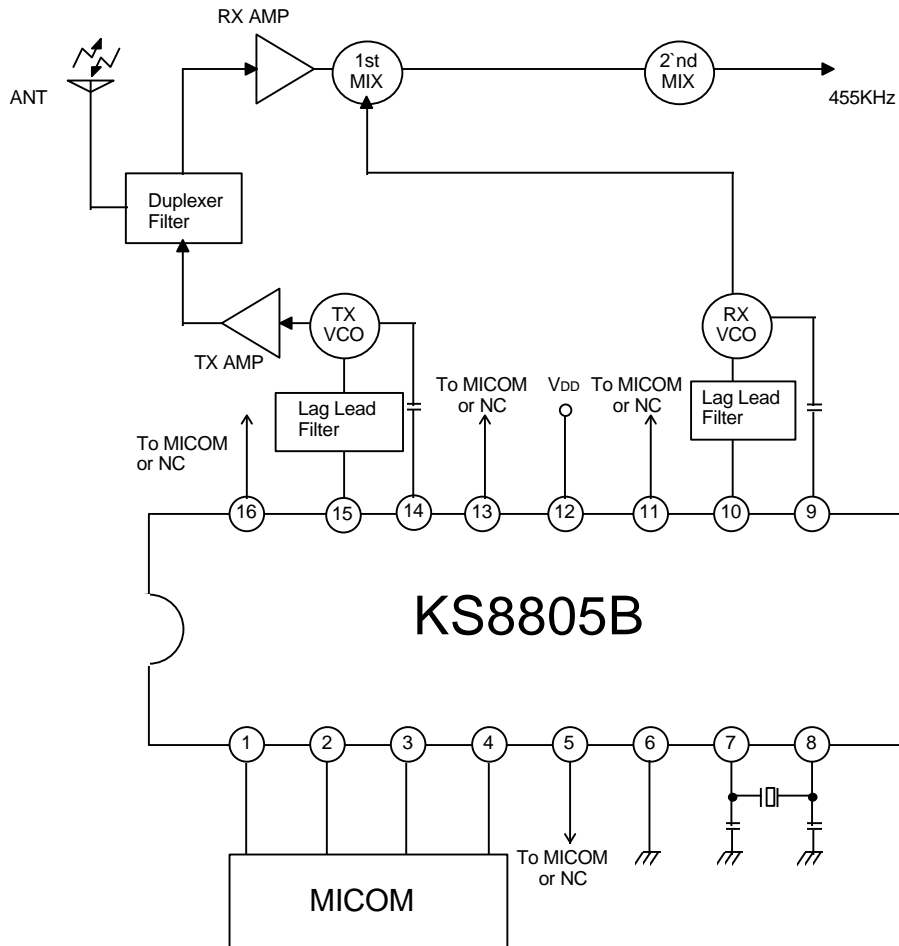 RX AMP
ANT
1st
MIX
2`nd
MIX
455KHz
Duplexer
Filter
TX
VCO
RX
VCO
TX AMP
Lag Lead
Filter
To MICOM
or NC
VDD
To MICOM
or NC
Lag Lead
Filter
To MICOM
or NC
16
15
14
13
12
11
10
9
KS8805B
1
2
3
4
5
6
7
8
To MICOM
or NC
MICOM